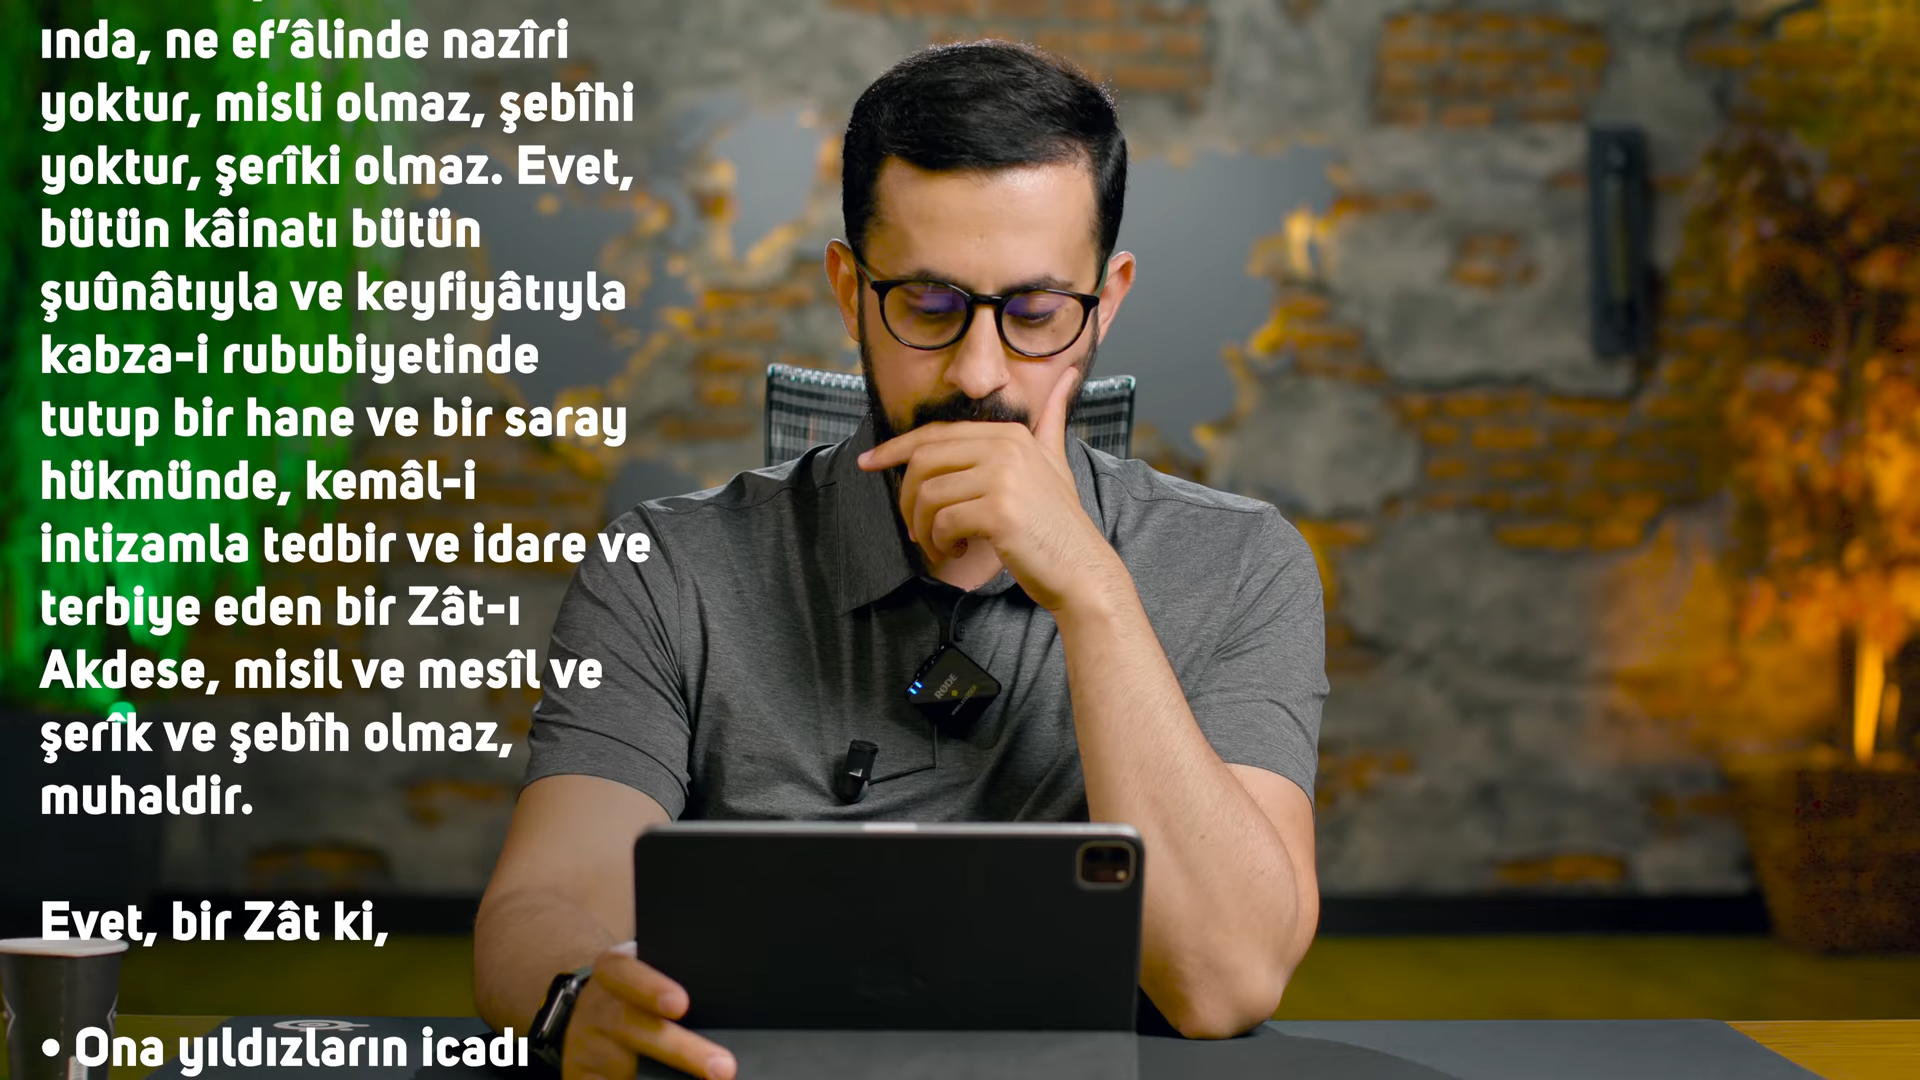 ında, ne ef’âlinde nazîri
yoktur, misli olmaz, şebîhi
yoktur, şerîki olmaz. Evet,
bütün kâinatı bütün
şuûnâtıyla ve keyfiyâtıyla
kabza-i rububiyetinde
tutup bir hane ve bir saray
hükmünde, kemâl-i
intizamla tedbir ve idare ve
terbiye eden bir Zât-ı
Akdese, misil ve mesîl ve
şerîk ve şebîh olmaz,
muhaldir.
Evet, bir Zât ki,
• Ona yıldızların icadı
RØDE